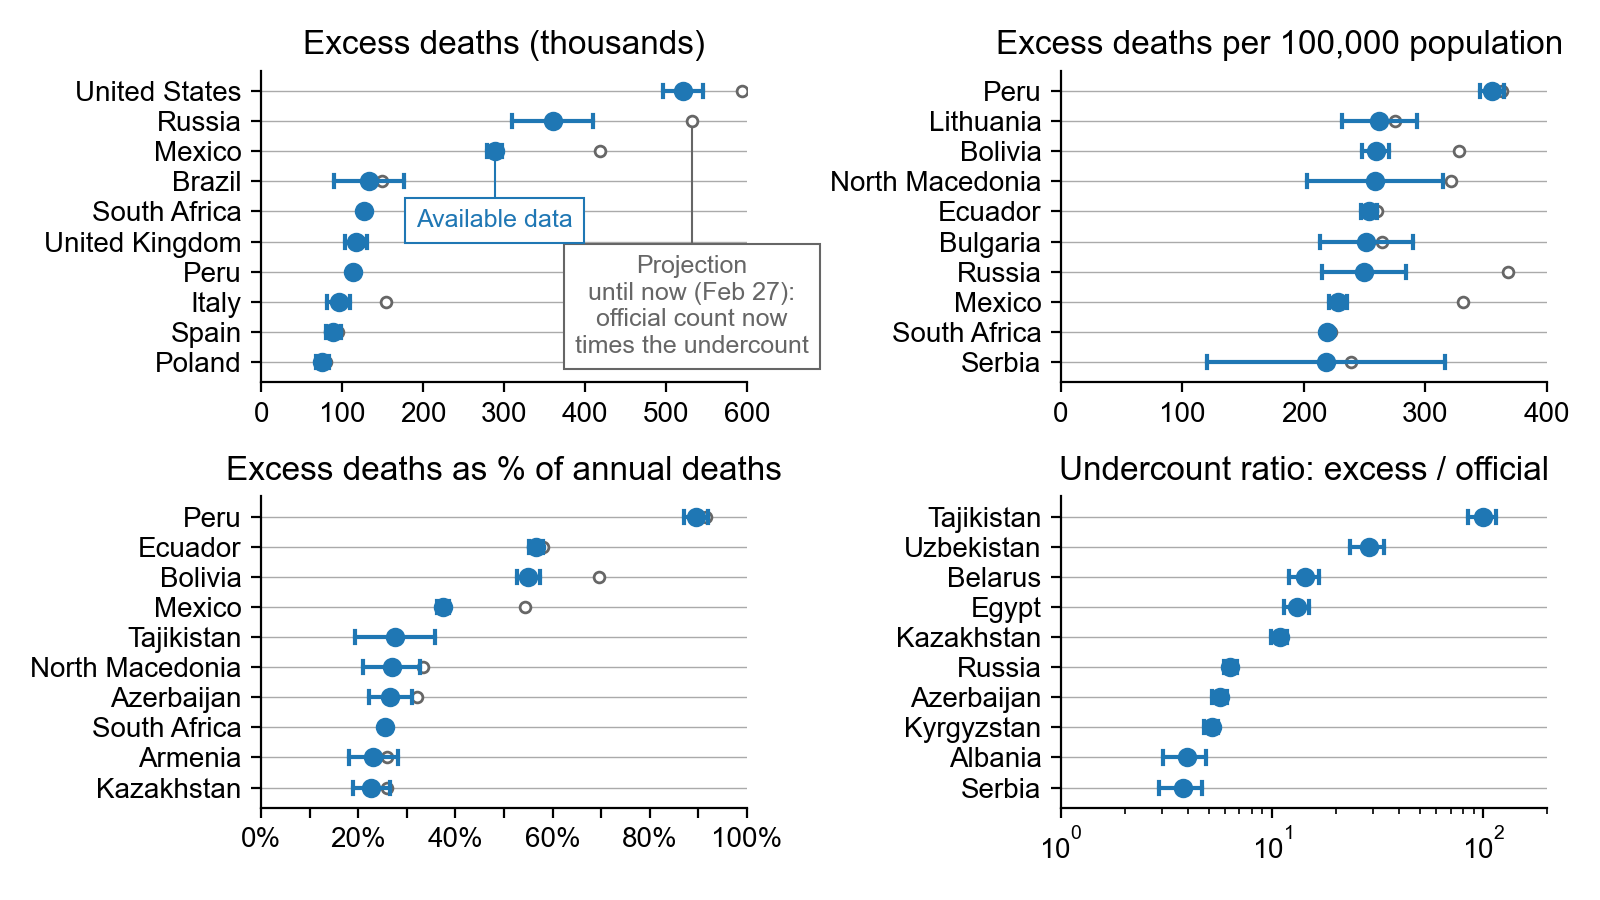 Excess deaths (thousands)
United States
Russia
Mexico
Brazil
South Africa
United Kingdom
Peru
Italy
Spain
Poland
Available data
Projection
until now (Feb 27):
official count now
times the undercount
0 100 200 300 400 500 600
Excess deaths per 100,000 population
Peru
Lithuania
Bolivia
North Macedonia
Ecuador
Bulgaria
Russia
Mexico
South Africa
Serbia
0 100 200 300 400
Excess deaths as % of annual deaths
Peru
Ecuador
Bolivia
Mexico
Tajikistan
North Macedonia
Azerbaijan
South Africa
Armenia
Kazakhstan
0% 20% 40% 60% 80% 100%
Undercount ratio: excess / official
Tajikistan
Uzbekistan
Belarus
Egypt
Kazakhstan
Russia
Azerbaijan
Kyrgyzstan
Albania
Serbia
10⁰ 10¹ 10²